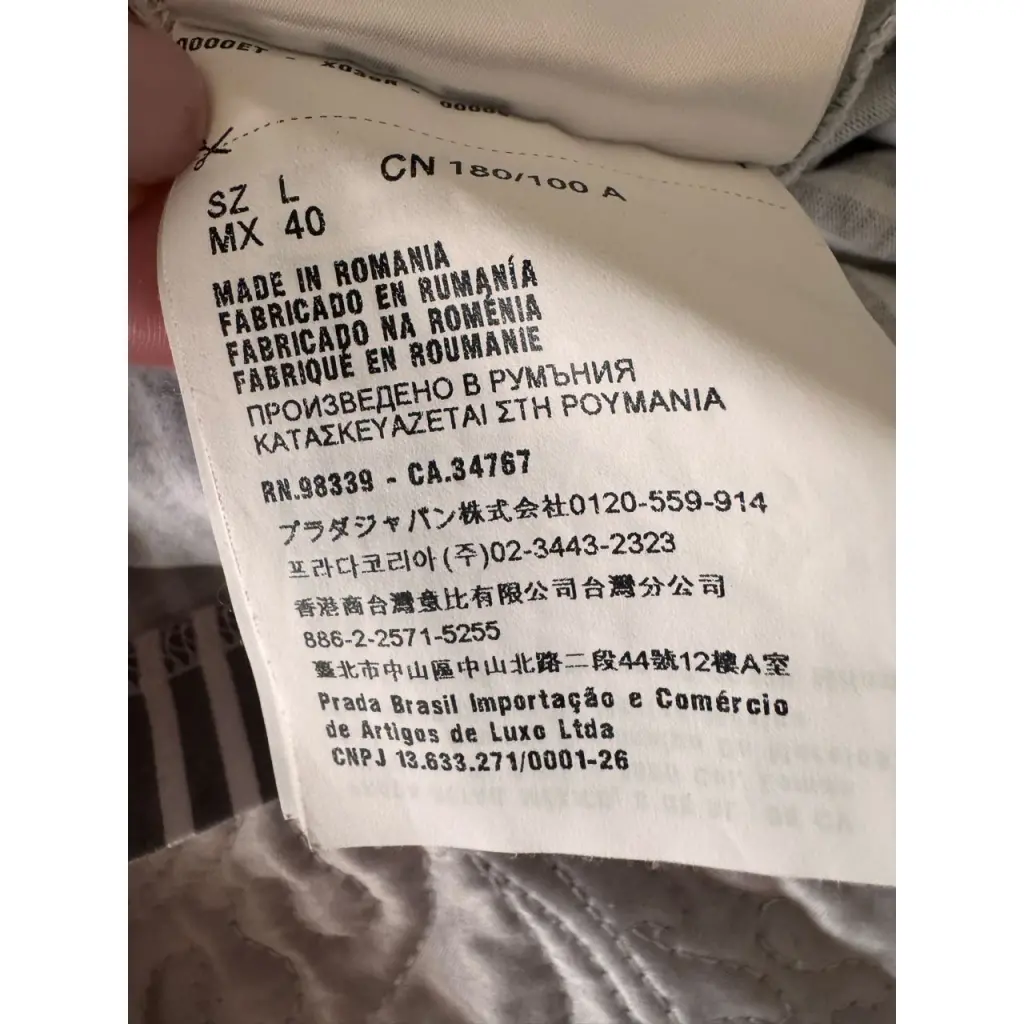 SZ L
MX 40
CN 180/100 A
MADE IN ROMANIA
FABRICADO EN RUMANÍA
FABRICADO NA ROMÉNIA
FABRIQUÉ EN ROUMANIE
ПРОИЗВЕДЕНО В РУМЪНИЯ
ΚΑΤΑΣΚΕΥΑΖΕΤΑΙ ΣΤΗ ΡΟΥΜΑΝΙΑ
RN.98339 - CA.34767
プラダジャパン株式会社0120-559-914
프라다코리아(주)02-3443-2323
香港商台灣意比有限公司台灣分公司
886-2-2571-5255
臺北市中山區中山北路二段44號12樓A室
Prada Brasil Importação e Comércio
de Artigos de Luxo Ltda
CNPJ 13.633.271/0001-26